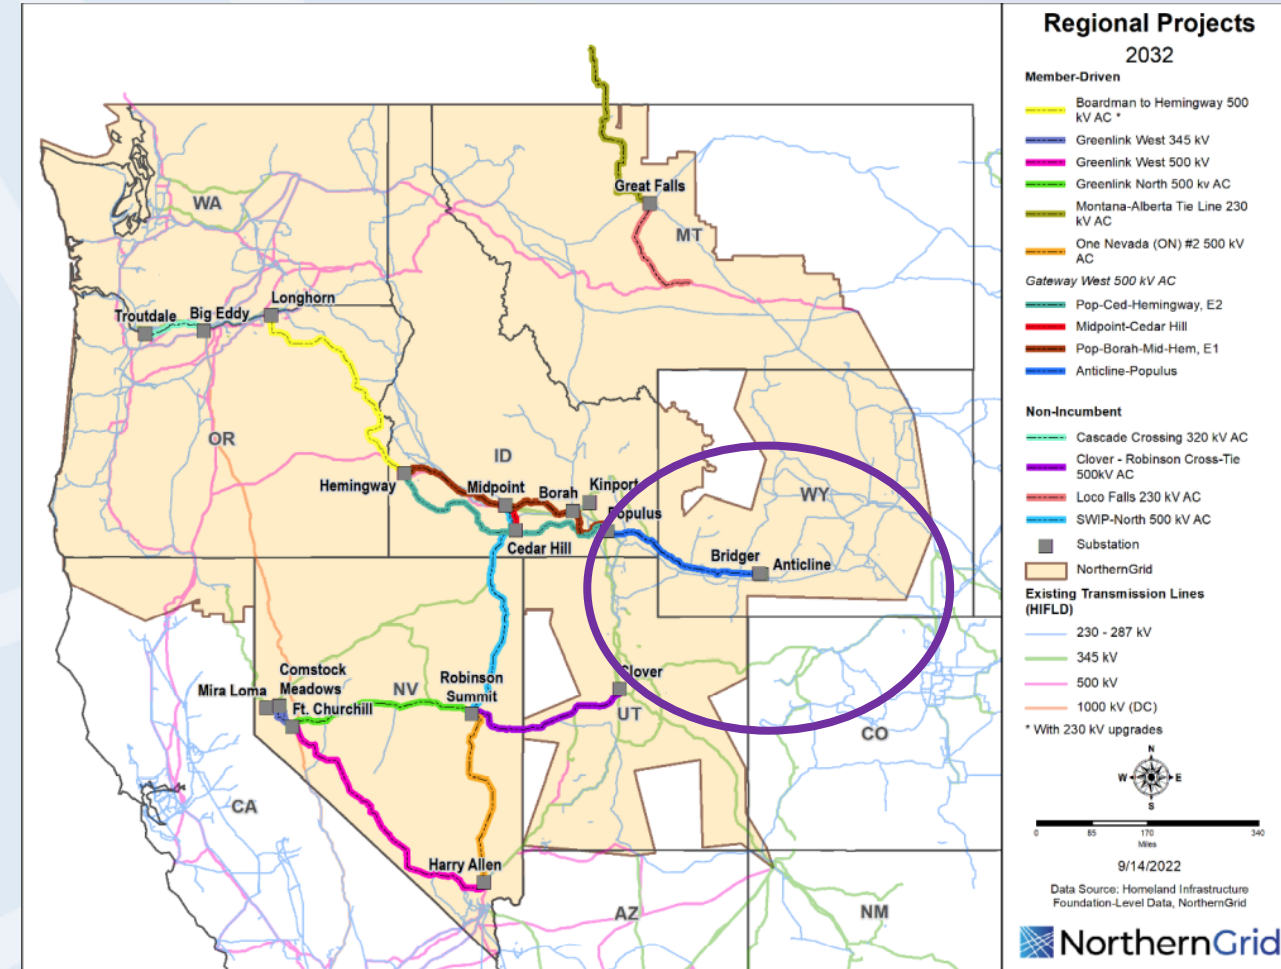 WA
MT
OR
ID
WY
NV
UT
CO
CA
AZ
NM
Great Falls
Longhorn
Troutdale
Big Eddy
Hemingway
Midpoint
Borah
Kinport
Populus
Cedar Hill
Bridger
Anticline
Clover
Comstock
Meadows
Mira Loma
Ft. Churchill
Robinson
Summit
Harry Allen
Regional Projects
2032
Member-Driven
Boardman to Hemingway 500
kV AC *
Greenlink West 345 kV
Greenlink West 500 kV
Greenlink North 500 kv AC
Montana-Alberta Tie Line 230
kV AC
One Nevada (ON) #2 500 kV
AC
Gateway West 500 kV AC
Pop-Ced-Hemingway, E2
Midpoint-Cedar Hill
Pop-Borah-Mid-Hem, E1
Anticline-Populus
Non-Incumbent
Cascade Crossing 320 kV AC
Clover - Robinson Cross-Tie
500kV AC
Loco Falls 230 kV AC
SWIP-North 500 kV AC
Substation
NorthernGrid
Existing Transmission Lines
(HIFLD)
230 - 287 kV
345 kV
500 kV
1000 kV (DC)
* With 230 kV upgrades
N
W E
S
0 85 170 340
Miles
9/14/2022
Data Source: Homeland Infrastructure
Foundation-Level Data, NorthernGrid
NorthernGrid